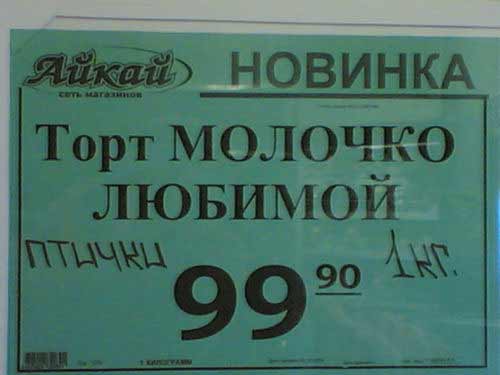 Айкай
сеть магазинов
НОВИНКА
Торт МОЛОЧКО
ЛЮБИМОЙ
птички
99 90
1кг.
1 КИЛОГРАММ